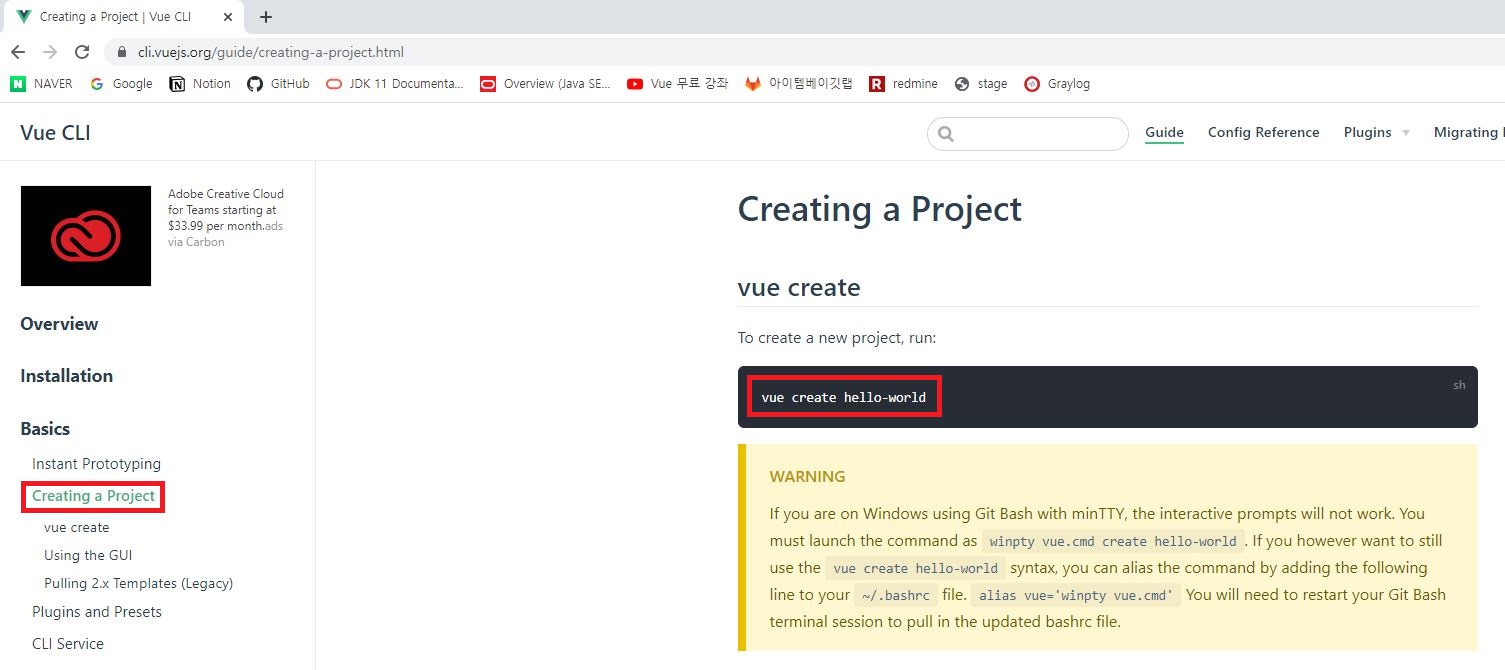 Creating a Project | Vue CLI
cli.vuejs.org/guide/creating-a-project.html
NAVER Google Notion GitHub JDK 11 Documenta... Overview (Java SE... Vue 무료 강좌 아이템베이깃랩 redmine stage Graylog
Vue CLI
Guide Config Reference Plugins Migrating
Adobe Creative Cloud
for Teams starting at
$33.99 per month.ads
via Carbon
Overview
Installation
Basics
Instant Prototyping
Creating a Project
vue create
Using the GUI
Pulling 2.x Templates (Legacy)
Plugins and Presets
CLI Service
Creating a Project
vue create
To create a new project, run:
sh
vue create hello-world
WARNING
If you are on Windows using Git Bash with minTTY, the interactive prompts will not work. You
must launch the command as winpty vue.cmd create hello-world . If you however want to still
use the vue create hello-world syntax, you can alias the command by adding the following
line to your ~/.bashrc file. alias vue='winpty vue.cmd' You will need to restart your Git Bash
terminal session to pull in the updated bashrc file.